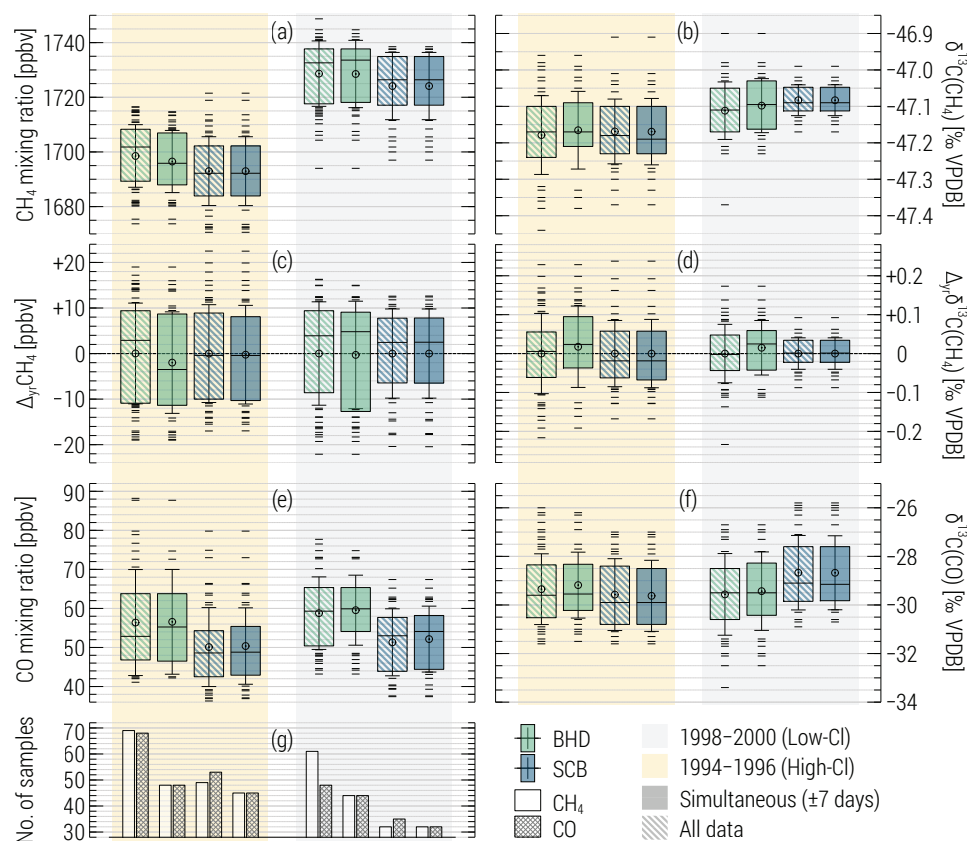 (a)
CH₄ mixing ratio [ppbv]
1740
1720
1700
1680
(b)
−46.9
−47.0
−47.1
−47.2
−47.3
−47.4
δ¹³C(CH₄) [‰ VPDB]
(c)
Δyr CH₄ [ppbv]
+20
+10
0
−10
−20
(d)
+0.2
+0.1
0
−0.1
−0.2
Δyr δ¹³C(CH₄) [‰ VPDB]
(e)
CO mixing ratio [ppbv]
90
80
70
60
50
40
(f)
−26
−28
−30
−32
−34
δ¹³C(CO) [‰ VPDB]
(g)
No. of samples
70
50
40
30
BHD
SCB
CH₄
CO
1998–2000 (Low-Cl)
1994–1996 (High-Cl)
Simultaneous (±7 days)
All data